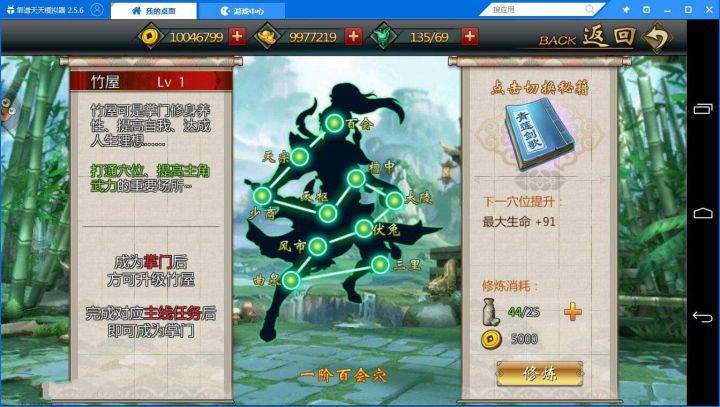 靠谱天天模拟器 2.5.6
我的桌面
游戏中心
搜应用
10046799
9977219
135/69
BACK 返回
竹屋 Lv 1
竹屋可是掌门修身养
性、提高自我、达成
人生理想......
打通穴位、提高主角
武力的重要场所~
成为掌门后
方可升级竹屋
完成对应主线任务后
即可成为掌门
百会
天宗
膻中
少商
天枢
大陵
伏兔
风市
三里
曲泉
一阶百会穴
点击切换秘籍
青莲剑歌
下一穴位提升：
最大生命 +91
修炼消耗：
44/25
5000
修炼